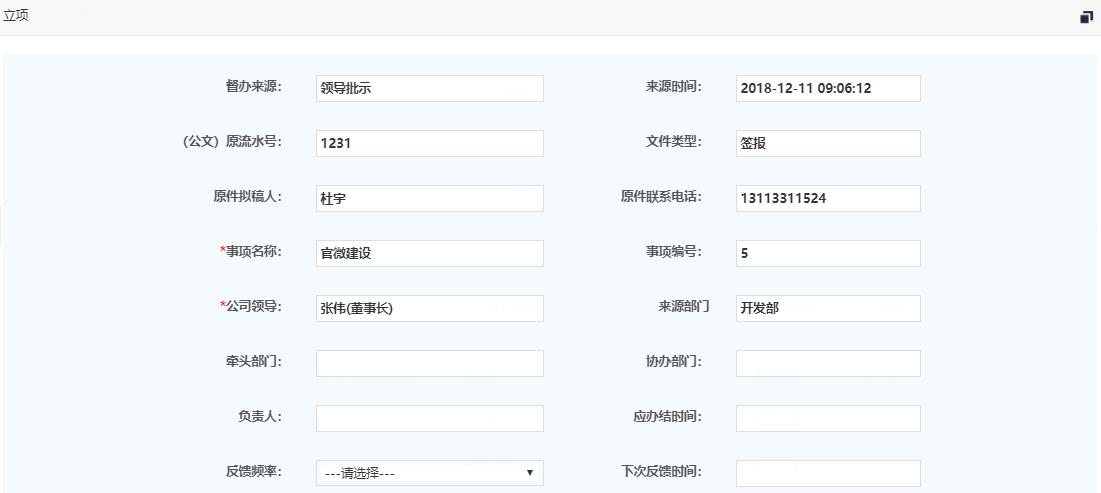 立项
督办来源： 领导批示 来源时间： 2018-12-11 09:06:12
（公文）原流水号： 1231 文件类型： 签报
原件拟稿人： 杜宇 原件联系电话： 13113311524
*事项名称： 官微建设 事项编号： 5
*公司领导： 张伟(董事长) 来源部门 开发部
牵头部门： 协办部门：
负责人： 应办结时间：
反馈频率： ---请选择--- 下次反馈时间：